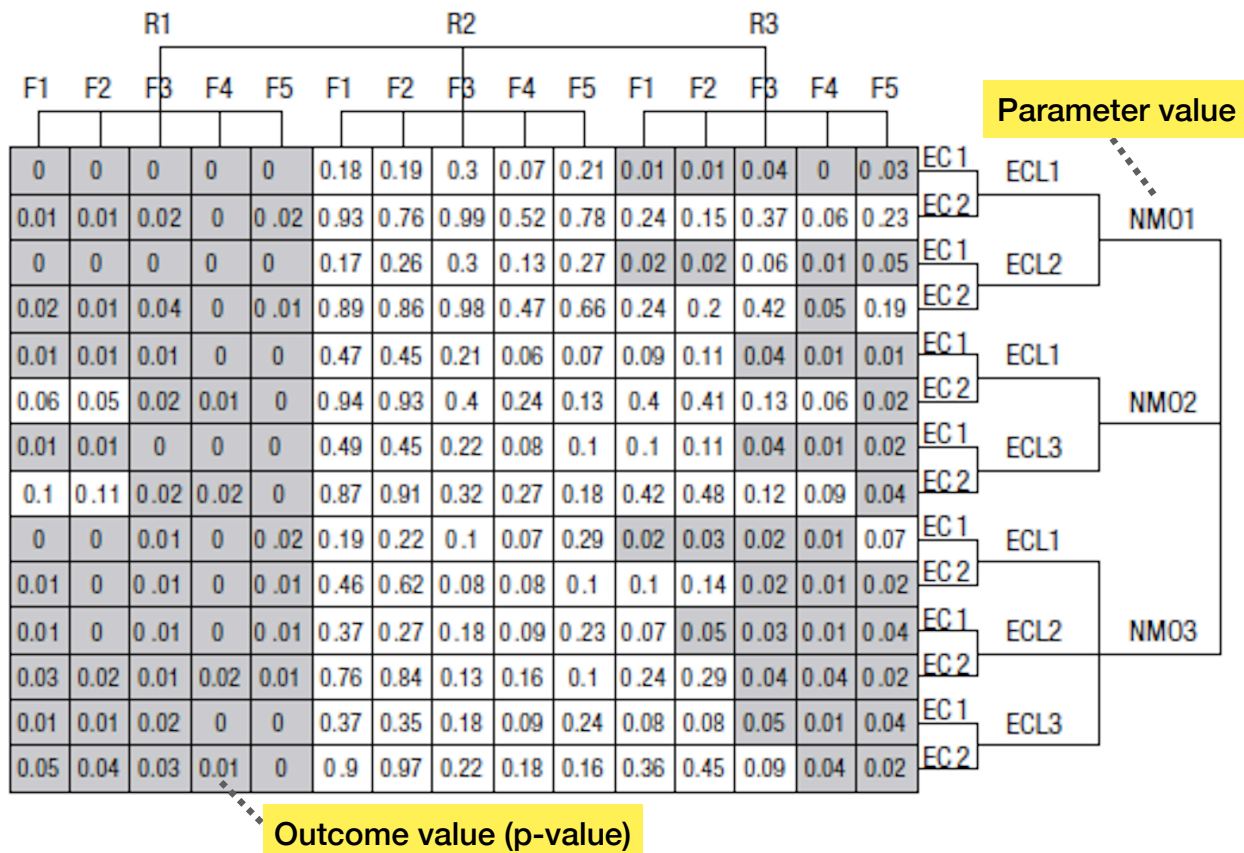 R1 R2 R3
F1 F2 F3 F4 F5 F1 F2 F3 F4 F5 F1 F2 F3 F4 F5
Parameter value
0 0 0 0 0 0.18 0.19 0.3 0.07 0.21 0.01 0.01 0.04 0 0.03 EC1 ECL1
0.01 0.01 0.02 0 0.02 0.93 0.76 0.99 0.52 0.78 0.24 0.15 0.37 0.06 0.23 EC2 NMO1
0 0 0 0 0 0.17 0.26 0.3 0.13 0.27 0.02 0.02 0.06 0.01 0.05 EC1 ECL2
0.02 0.01 0.04 0 0.01 0.89 0.86 0.98 0.47 0.66 0.24 0.2 0.42 0.05 0.19 EC2
0.01 0.01 0.01 0 0 0.47 0.45 0.21 0.06 0.07 0.09 0.11 0.04 0.01 0.01 EC1 ECL1
0.06 0.05 0.02 0.01 0 0.94 0.93 0.4 0.24 0.13 0.4 0.41 0.13 0.06 0.02 EC2 NMO2
0.01 0.01 0 0 0 0.49 0.45 0.22 0.08 0.1 0.1 0.11 0.04 0.01 0.02 EC1 ECL3
0.1 0.11 0.02 0.02 0 0.87 0.91 0.32 0.27 0.18 0.42 0.48 0.12 0.09 0.04 EC2
0 0 0.01 0 0.02 0.19 0.22 0.1 0.07 0.29 0.02 0.03 0.02 0.01 0.07 EC1 ECL1
0.01 0 0.01 0 0.01 0.46 0.62 0.08 0.08 0.1 0.1 0.14 0.02 0.01 0.02 EC2
0.01 0 0.01 0 0.01 0.37 0.27 0.18 0.09 0.23 0.07 0.05 0.03 0.01 0.04 EC1 ECL2 NMO3
0.03 0.02 0.01 0.02 0.01 0.76 0.84 0.13 0.16 0.1 0.24 0.29 0.04 0.04 0.02 EC2
0.01 0.01 0.02 0 0 0.37 0.35 0.18 0.09 0.24 0.08 0.08 0.05 0.01 0.04 EC1 ECL3
0.05 0.04 0.03 0.01 0 0.9 0.97 0.22 0.18 0.16 0.36 0.45 0.09 0.04 0.02 EC2
Outcome value (p-value)